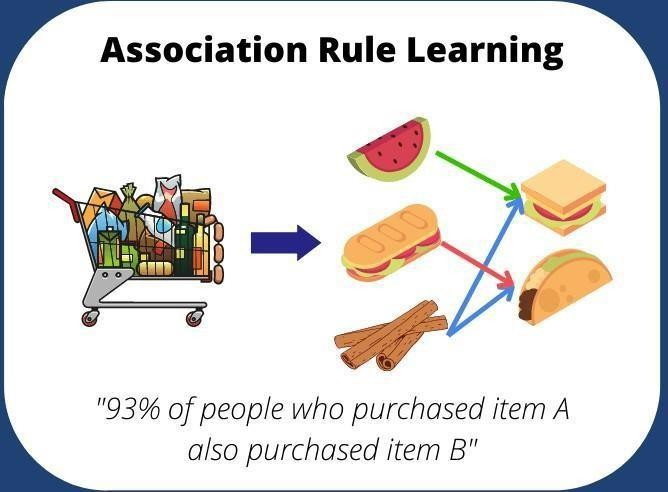 Association Rule Learning
"93% of people who purchased item A
also purchased item B"